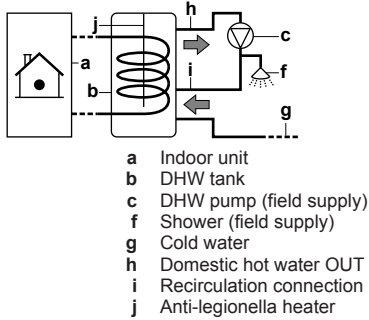 h
j
c
a
i
f
b
g
a Indoor unit
b DHW tank
c DHW pump (field supply)
f Shower (field supply)
g Cold water
h Domestic hot water OUT
i Recirculation connection
j Anti-legionella heater